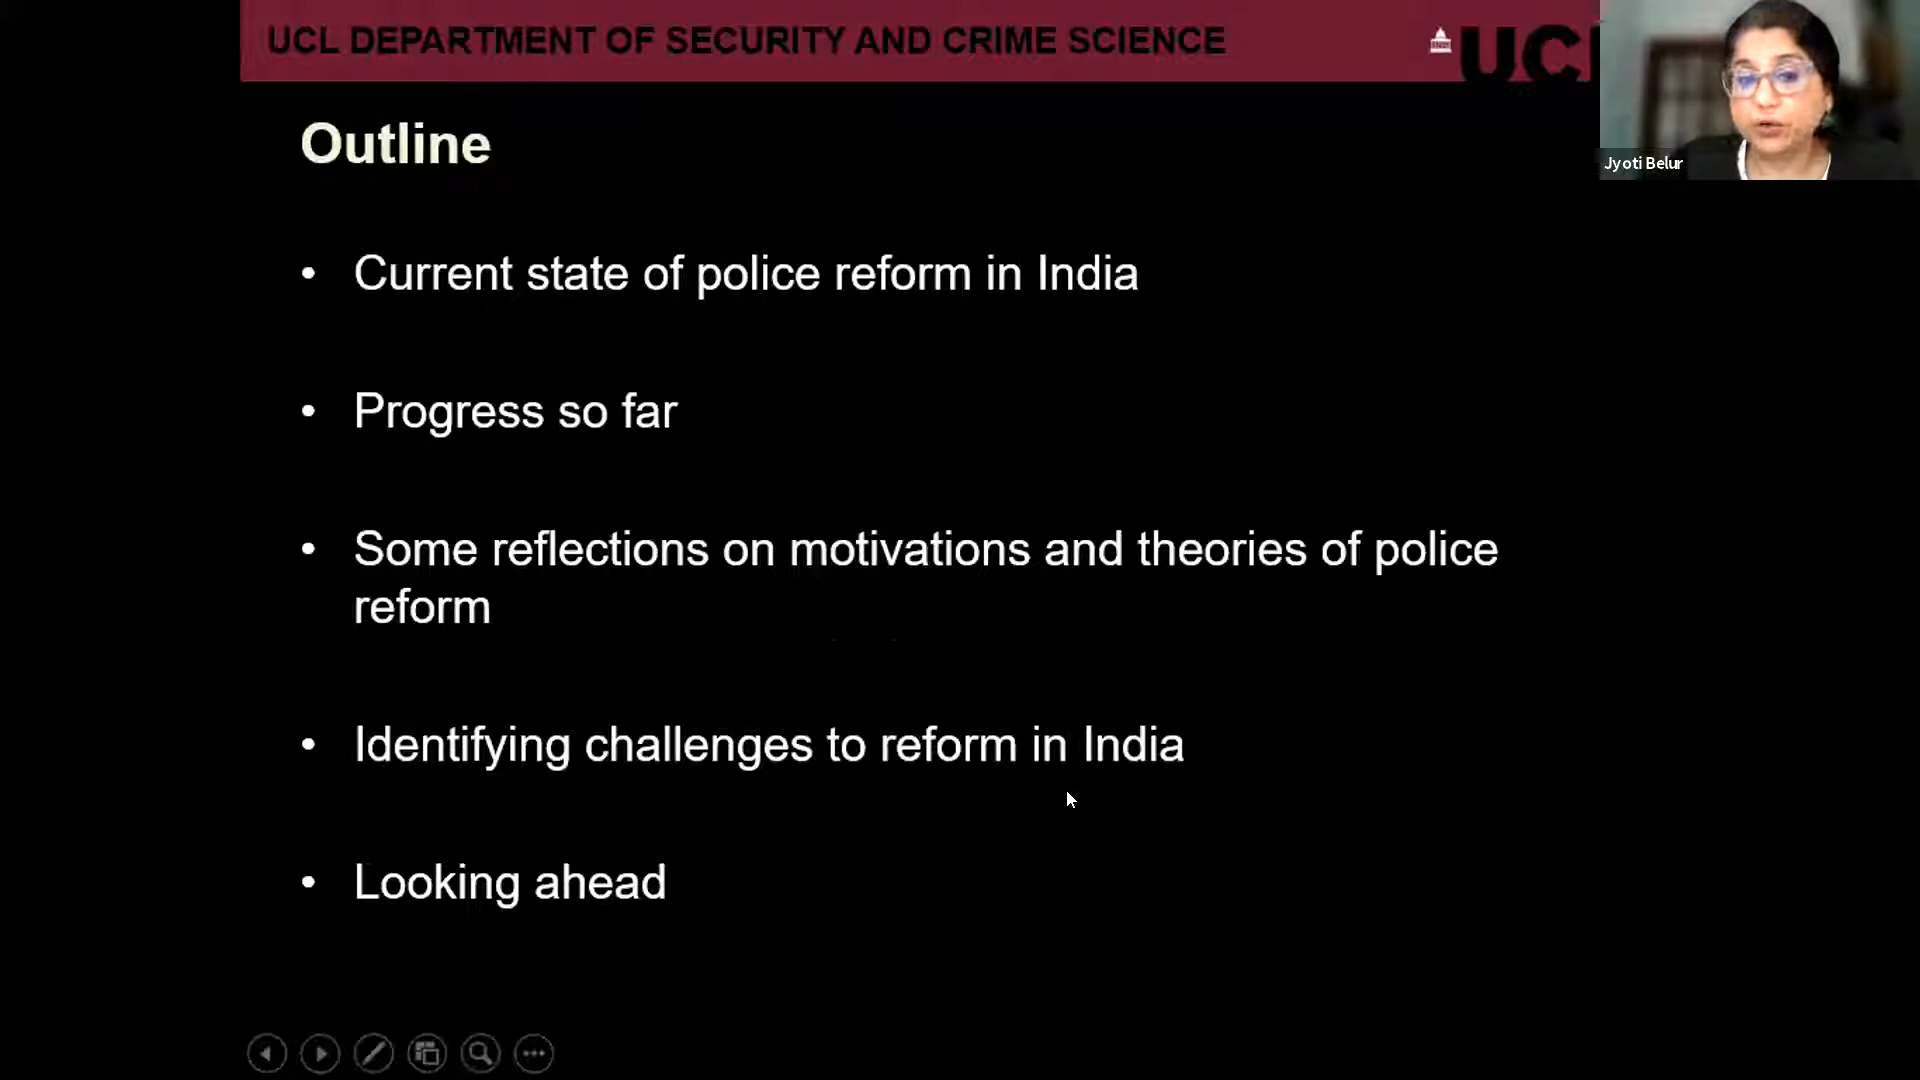 UCL DEPARTMENT OF SECURITY AND CRIME SCIENCE
UCL
Jyoti Belur
Outline
• Current state of police reform in India
• Progress so far
• Some reflections on motivations and theories of police
reform
• Identifying challenges to reform in India
• Looking ahead